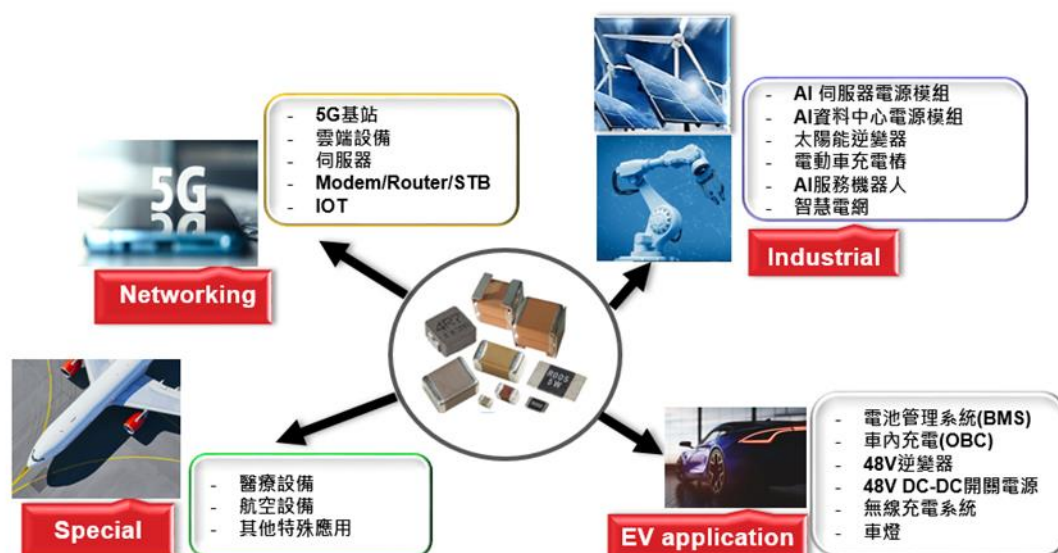 5G
Networking
- 5G基站
- 雲端設備
- 伺服器
- Modem/Router/STB
- IOT
Industrial
- AI 伺服器電源模組
- AI資料中心電源模組
- 太陽能逆變器
- 電動車充電樁
- AI服務機器人
- 智慧電網
4R7
R005
5W
Special
- 醫療設備
- 航空設備
- 其他特殊應用
EV application
- 電池管理系統(BMS)
- 車內充電(OBC)
- 48V逆變器
- 48V DC-DC開關電源
- 無線充電系統
- 車燈